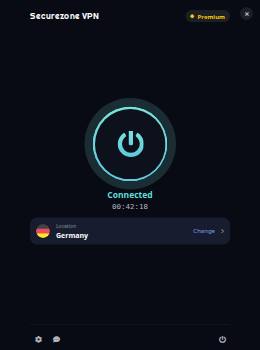 Securezone VPN
Premium
Connected
00:42:18
Location
Germany
Change